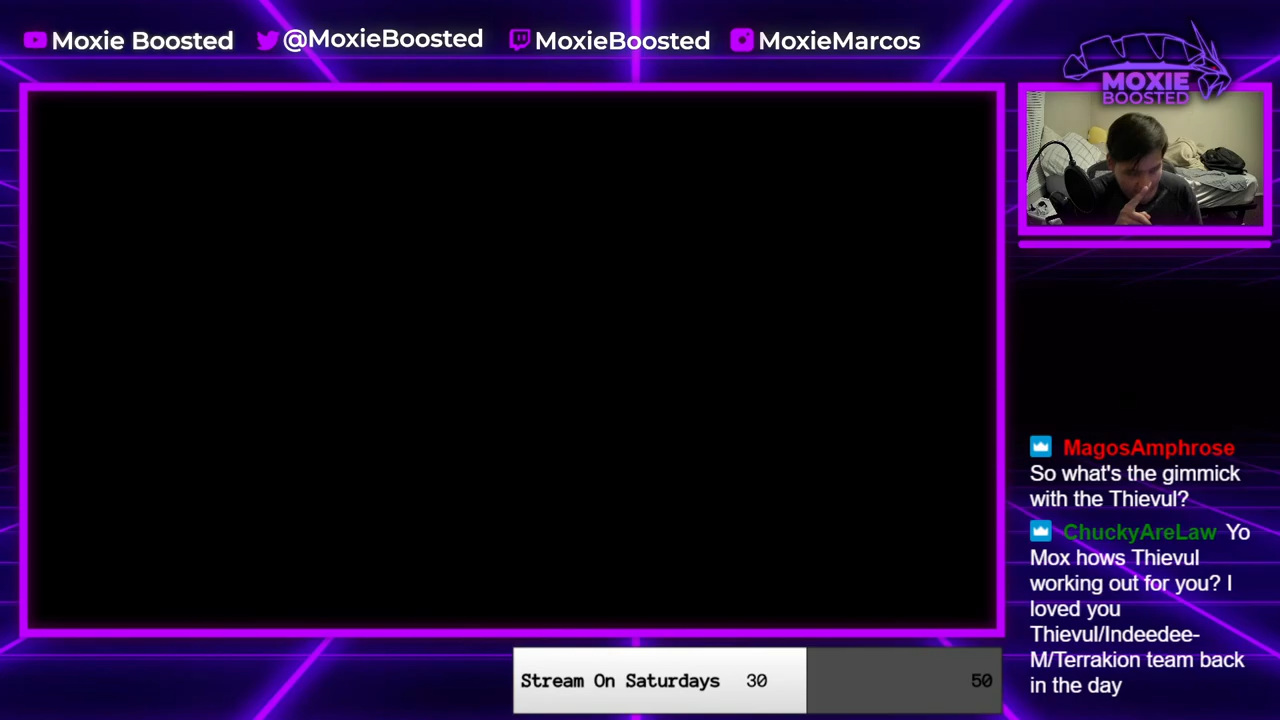 Moxie Boosted @MoxieBoosted MoxieBoosted MoxieMarcos
MOXIE
BOOSTED
MagosAmphrose
So what's the gimmick
with the Thievul?
ChuckyAreLaw Yo
Mox hows Thievul
working out for you? I
loved you
Thievul/Indeedee-
M/Terrakion team back
in the day
Stream On Saturdays 30 50